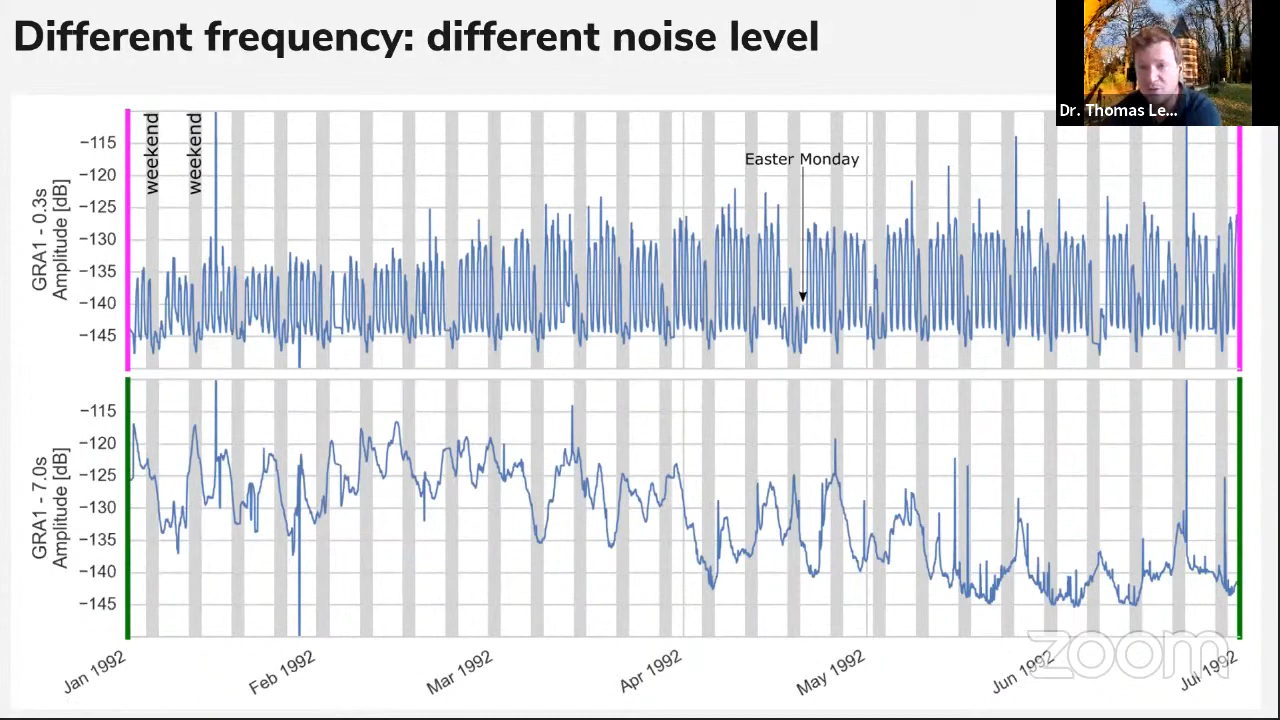 Different frequency: different noise level
Dr. Thomas Le...
weekend
weekend
Easter Monday
GRA1 - 0.3s
Amplitude [dB]
−115
−120
−125
−130
−135
−140
−145
GRA1 - 7.0s
Amplitude [dB]
−115
−120
−125
−130
−135
−140
−145
Jan 1992
Feb 1992
Mar 1992
Apr 1992
May 1992
Jun 1992
Jul 1992
zoom